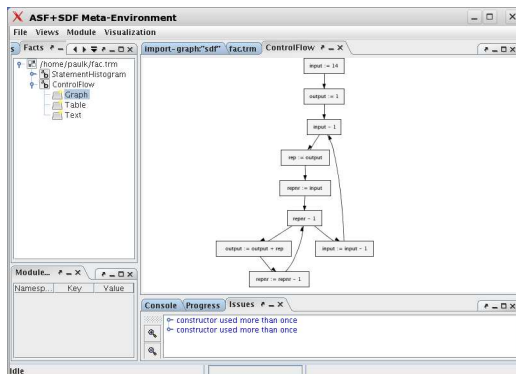 ASF+SDF Meta-Environment
File Views Module Visualization
s Facts
import-graph:"sdf" fac.trm ControlFlow
/home/paulk/fac.trm
StatementHistogram
ControlFlow
Graph
Table
Text
input := 14
output := 1
input - 1
rep := output
repnr := input
repnr - 1
output := output + rep
input := input - 1
repnr := repnr - 1
Module...
Namesp... Key Value
Console Progress Issues
constructor used more than once
constructor used more than once
Idle